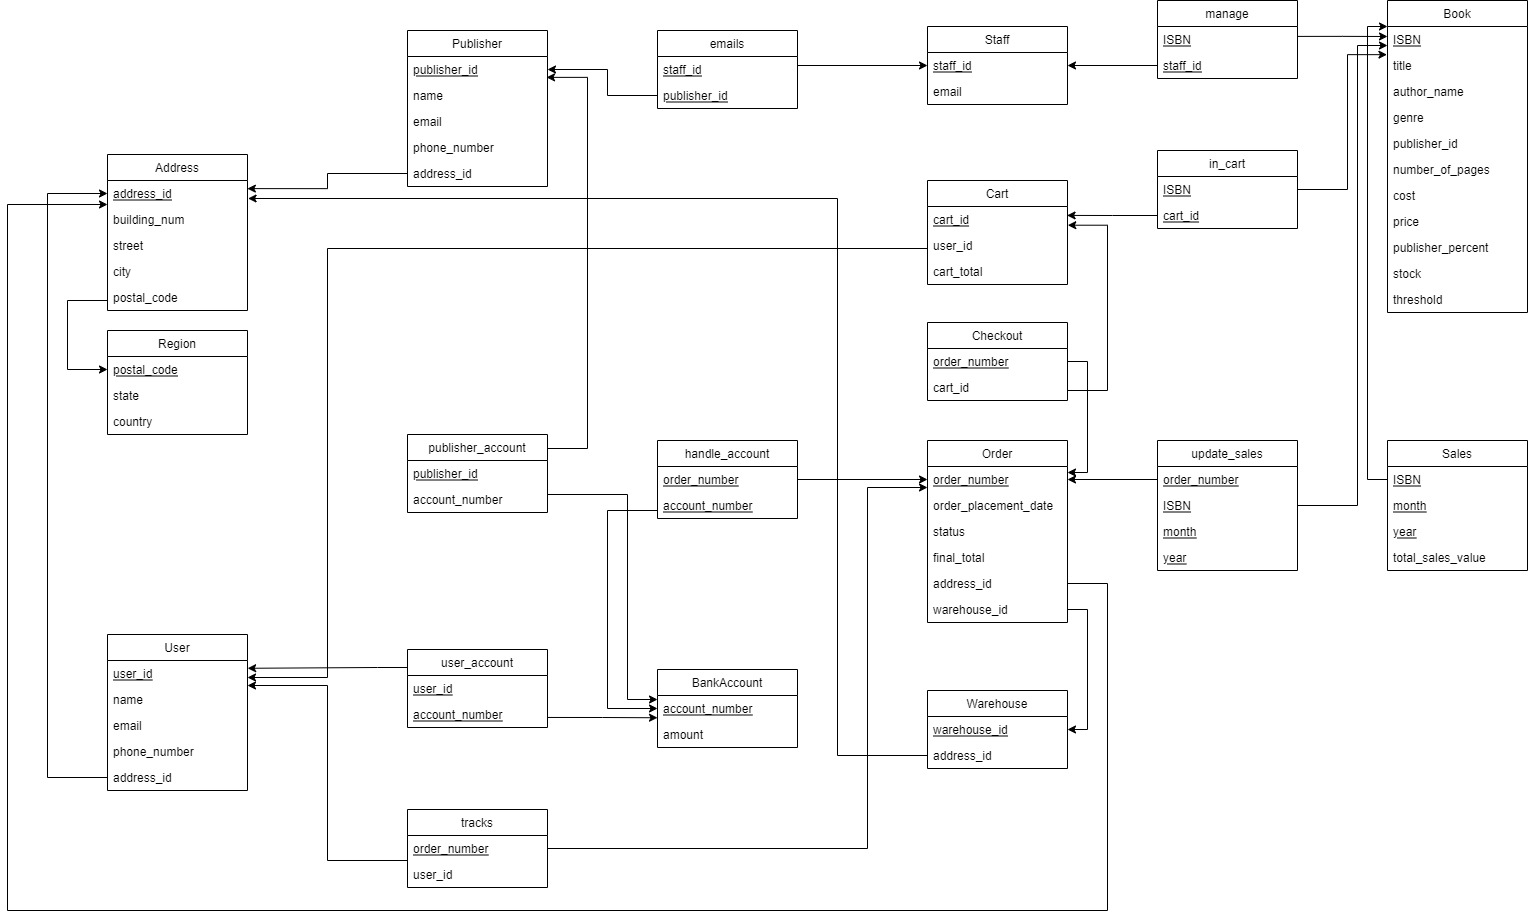 Publisher
publisher_id
name
email
phone_number
address_id
emails
staff_id
publisher_id
Staff
staff_id
email
manage
ISBN
staff_id
Book
ISBN
title
author_name
genre
publisher_id
number_of_pages
cost
price
publisher_percent
stock
threshold
Address
address_id
building_num
street
city
postal_code
Cart
cart_id
user_id
cart_total
in_cart
ISBN
cart_id
Region
postal_code
state
country
Checkout
order_number
cart_id
publisher_account
publisher_id
account_number
handle_account
order_number
account_number
Order
order_number
order_placement_date
status
final_total
address_id
warehouse_id
update_sales
order_number
ISBN
month
year
Sales
ISBN
month
year
total_sales_value
User
user_id
name
email
phone_number
address_id
user_account
user_id
account_number
BankAccount
account_number
amount
Warehouse
warehouse_id
address_id
tracks
order_number
user_id